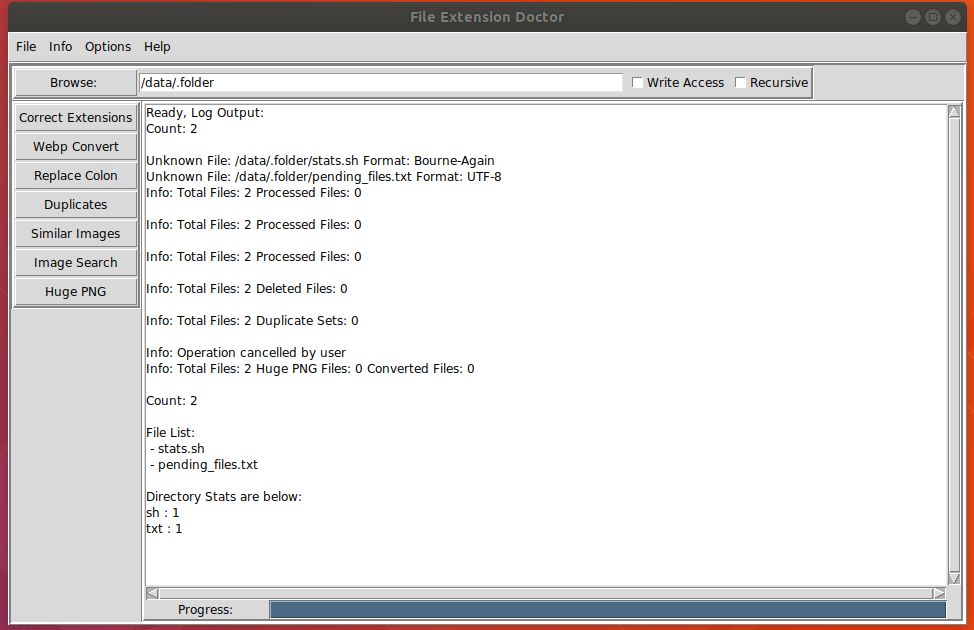 File Extension Doctor
File Info Options Help
Browse: /data/.folder Write Access Recursive
Correct Extensions
Webp Convert
Replace Colon
Duplicates
Similar Images
Image Search
Huge PNG
Ready, Log Output:
Count: 2
Unknown File: /data/.folder/stats.sh Format: Bourne-Again
Unknown File: /data/.folder/pending_files.txt Format: UTF-8
Info: Total Files: 2 Processed Files: 0
Info: Total Files: 2 Processed Files: 0
Info: Total Files: 2 Processed Files: 0
Info: Total Files: 2 Deleted Files: 0
Info: Total Files: 2 Duplicate Sets: 0
Info: Operation cancelled by user
Info: Total Files: 2 Huge PNG Files: 0 Converted Files: 0
Count: 2
File List:
- stats.sh
- pending_files.txt
Directory Stats are below:
sh : 1
txt : 1
Progress: